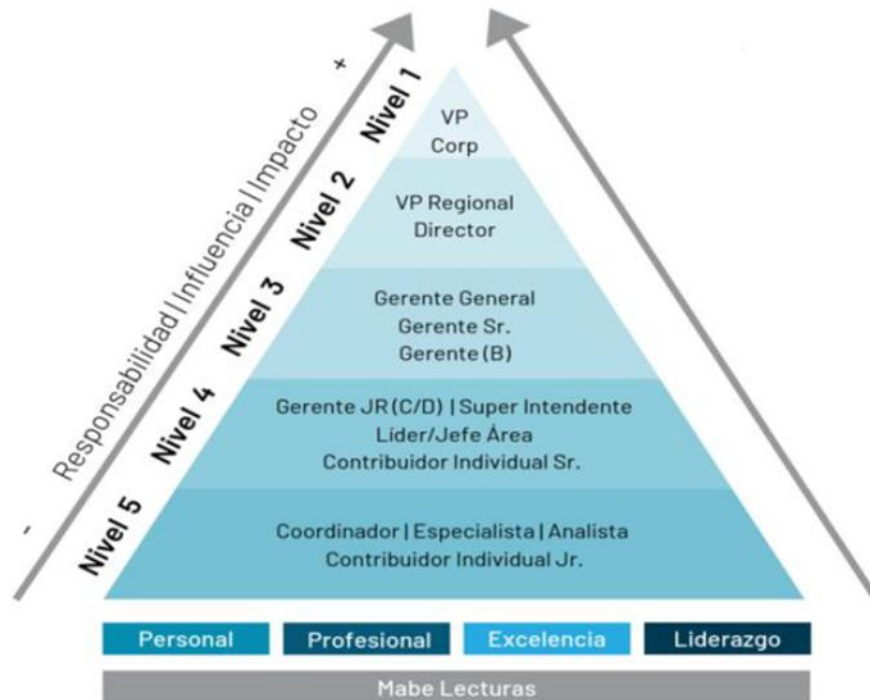 +
Responsabilidad | Influencia | Impacto
-
Nivel 1
VP
Corp
Nivel 2
VP Regional
Director
Nivel 3
Gerente General
Gerente Sr.
Gerente (B)
Nivel 4
Gerente JR (C/D) | Super Intendente
Líder/Jefe Área
Contribuidor Individual Sr.
Nivel 5
Coordinador | Especialista | Analista
Contribuidor Individual Jr.
Personal
Profesional
Excelencia
Liderazgo
Mabe Lecturas